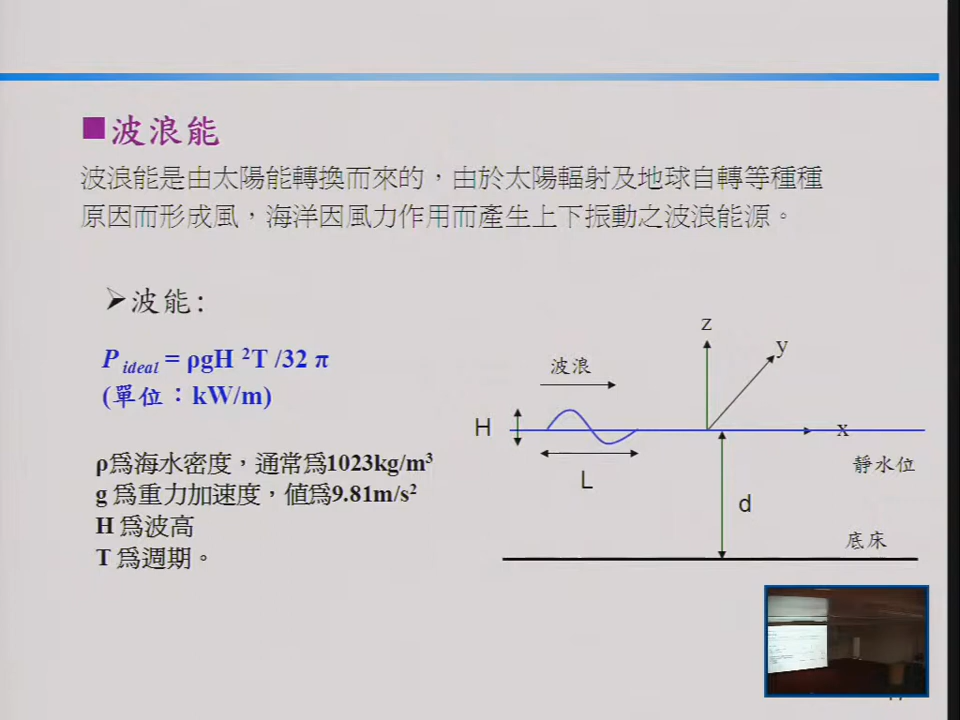 ■波浪能
波浪能是由太陽能轉換而來的，由於太陽輻射及地球自轉等種種
原因而形成風，海洋因風力作用而產生上下振動之波浪能源。
➢波能:
P ideal = ρgH ²T /32 π
(單位：kW/m)
ρ為海水密度，通常為1023kg/m³
g 為重力加速度，值為9.81m/s²
H 為波高
T 為週期。
z
y
波浪
H
x
靜水位
L
d
底床